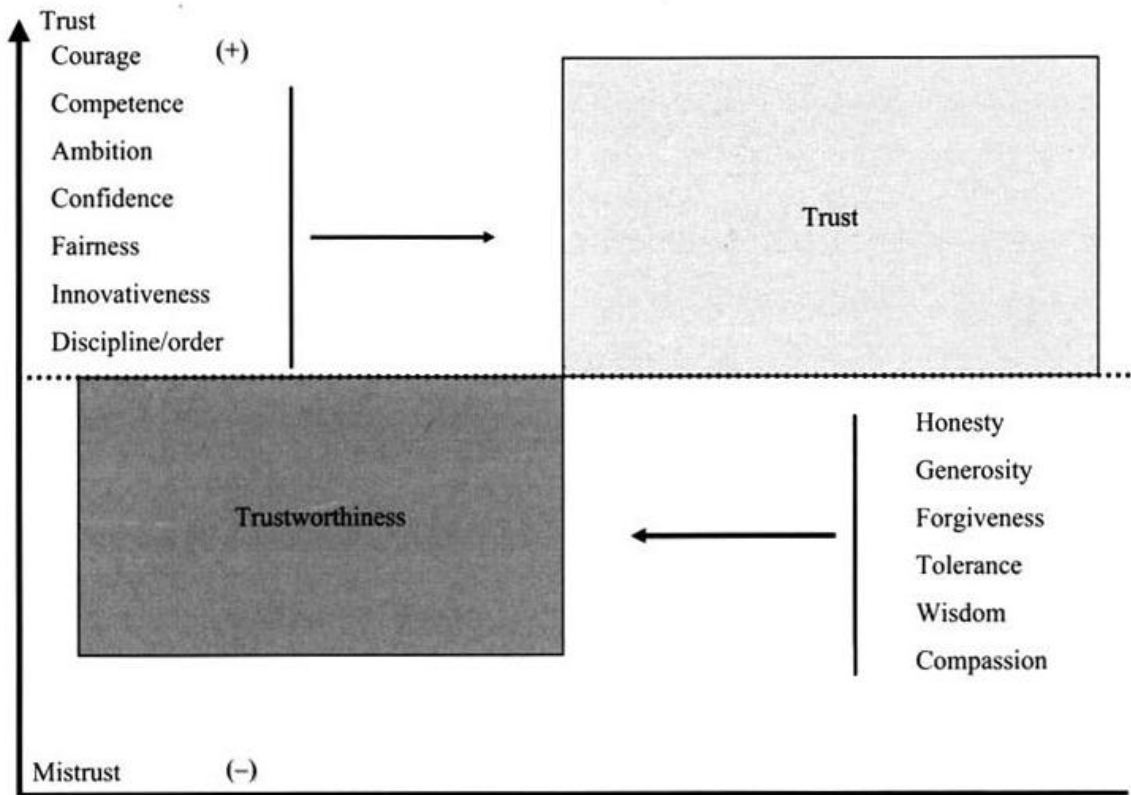 Trust
Courage (+)
Competence
Ambition
Confidence
Fairness
Innovativeness
Discipline/order
Trust
Trustworthiness
Honesty
Generosity
Forgiveness
Tolerance
Wisdom
Compassion
Mistrust (–)